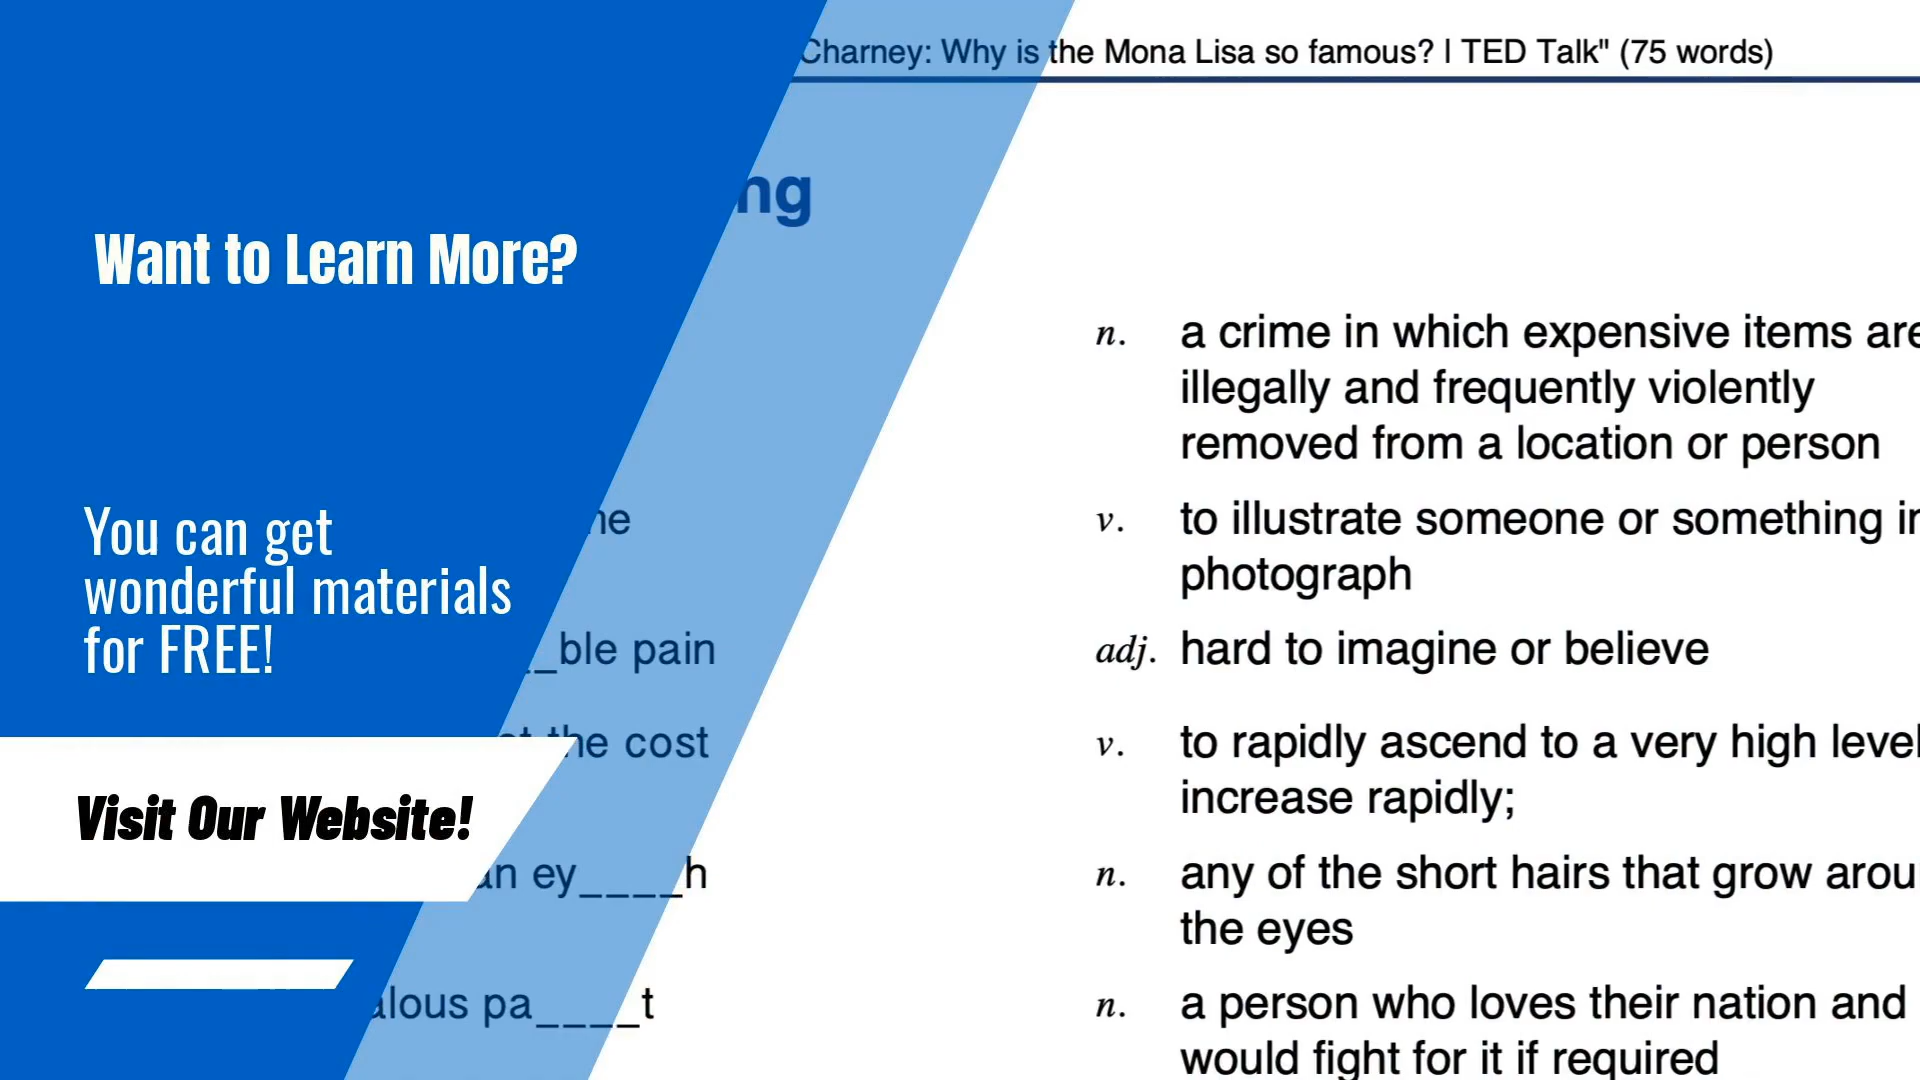 Charney: Why is the Mona Lisa so famous? | TED Talk" (75 words)
ng
Want to Learn More?
You can get
wonderful materials
for FREE!
Visit Our Website!
n. a crime in which expensive items are
illegally and frequently violently
removed from a location or person
ne
v. to illustrate someone or something in
photograph
_ble pain
adj. hard to imagine or believe
the cost
v. to rapidly ascend to a very high level
increase rapidly;
an ey____h
n. any of the short hairs that grow arou
the eyes
alous pa____t
n. a person who loves their nation and
would fight for it if required